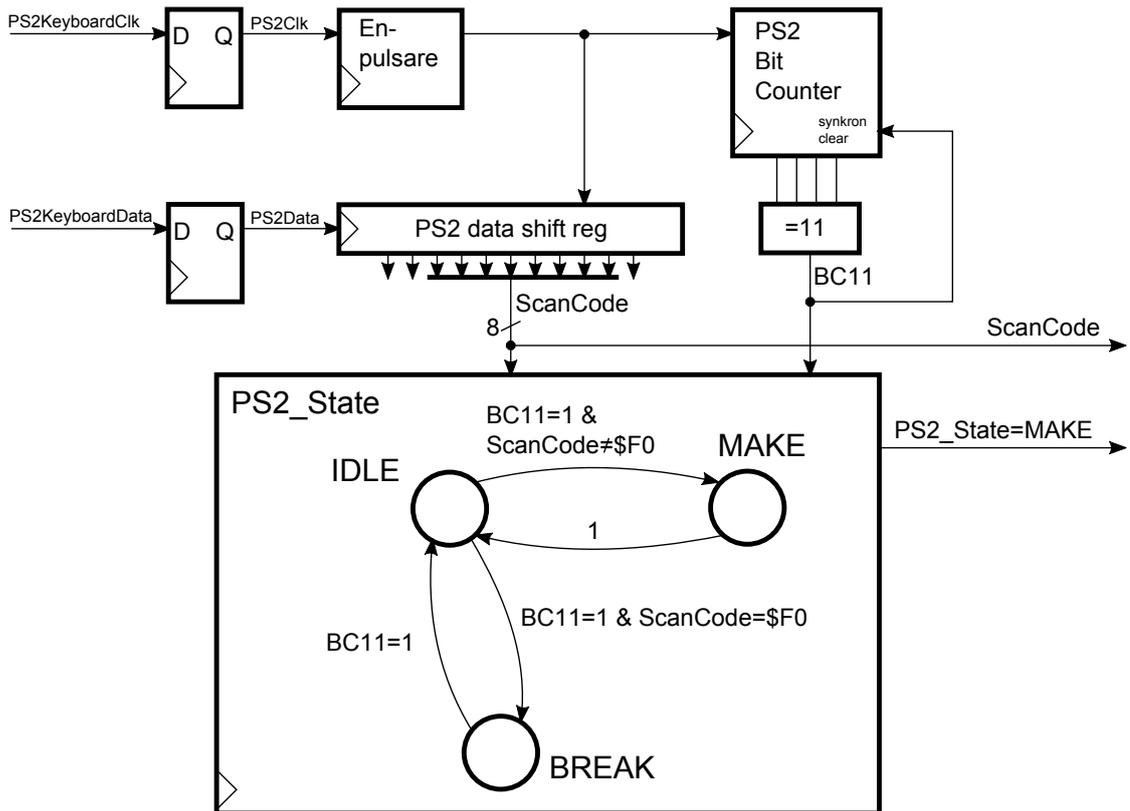 PS2KeyboardClk
D Q
PS2Clk
En-
pulsare
PS2
Bit
Counter
synkron
clear
PS2KeyboardData
D Q
PS2Data
PS2 data shift reg
=11
BC11
ScanCode
8
ScanCode
PS2_State
BC11=1 &
ScanCode≠$F0
MAKE
PS2_State=MAKE
IDLE
1
BC11=1 & ScanCode=$F0
BC11=1
BREAK